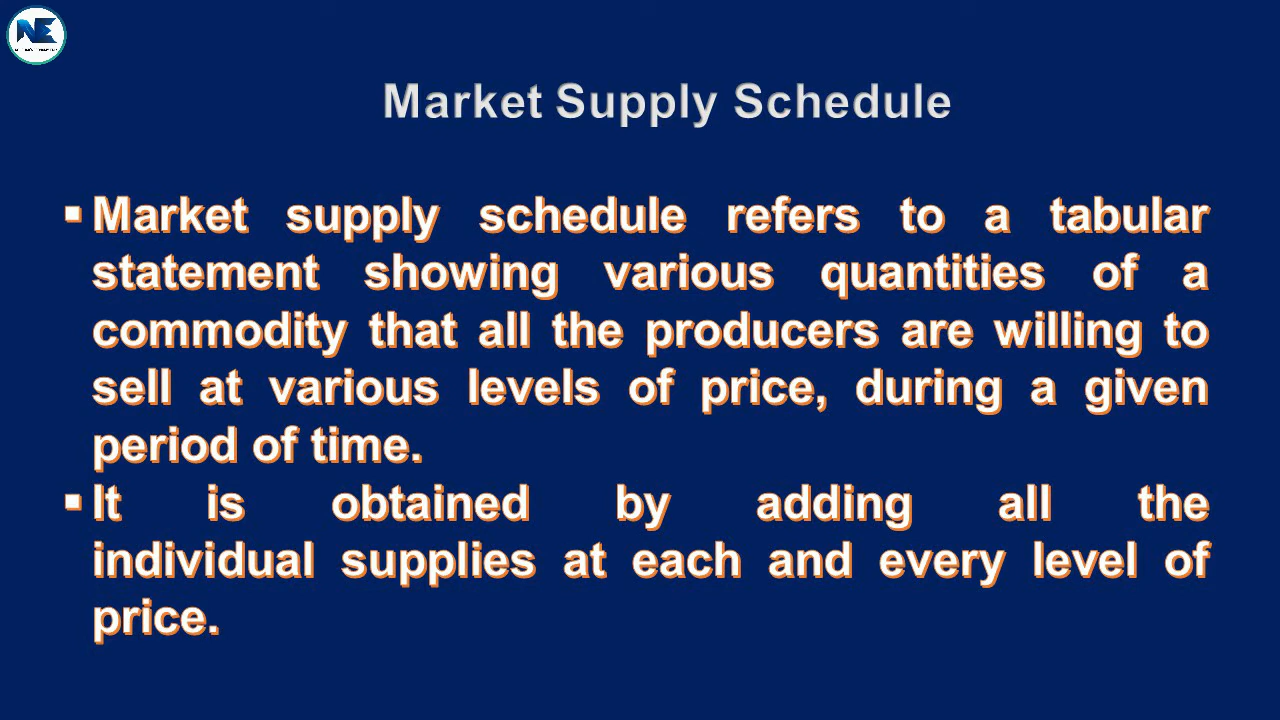 NE
Market Supply Schedule
▪ Market supply schedule refers to a tabular
statement showing various quantities of a
commodity that all the producers are willing to
sell at various levels of price, during a given
period of time.
▪ It is obtained by adding all the
individual supplies at each and every level of
price.